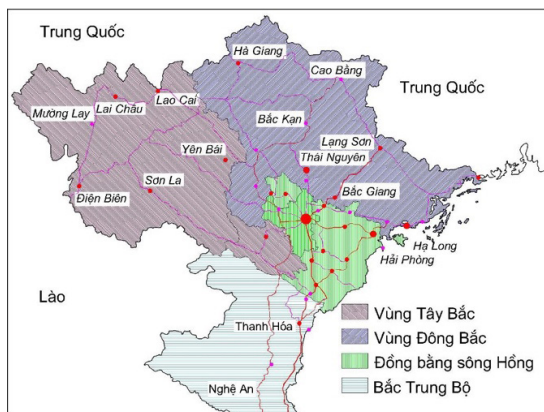 Trung Quốc
Hà Giang
Cao Bằng
Trung Quốc
Lao Cai
Lai Châu
Mường Lay
Bắc Kạn
Lạng Sơn
Yên Bái
Thái Nguyên
Sơn La
Điện Biên
Bắc Giang
Hạ Long
Hải Phòng
Lào
Vùng Tây Bắc
Vùng Đông Bắc
Thanh Hóa
Đồng bằng sông Hồng
Nghệ An
Bắc Trung Bộ